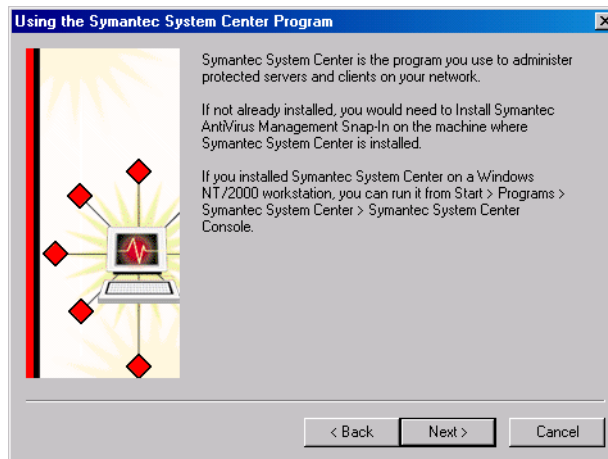 Using the Symantec System Center Program
Symantec System Center is the program you use to administer
protected servers and clients on your network.
If not already installed, you would need to Install Symantec
AntiVirus Management Snap-In on the machine where
Symantec System Center is installed.
If you installed Symantec System Center on a Windows
NT/2000 workstation, you can run it from Start > Programs >
Symantec System Center > Symantec System Center
Console.
< Back Next > Cancel